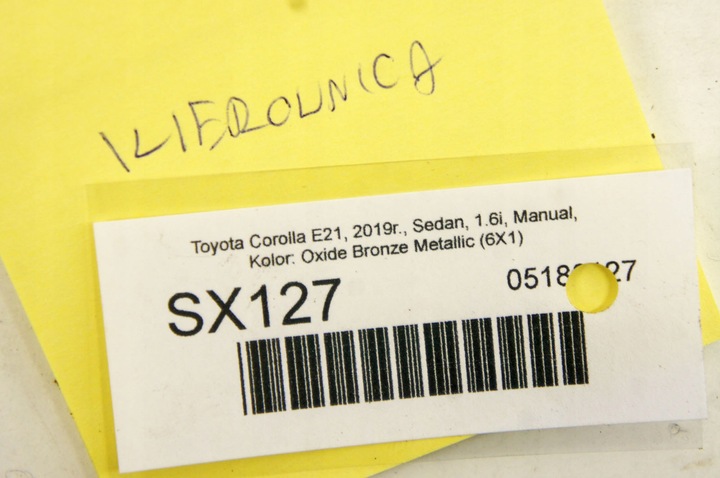 KIEROWNICA
Toyota Corolla E21, 2019r., Sedan, 1.6i, Manual,
Kolor: Oxide Bronze Metallic (6X1)
SX127